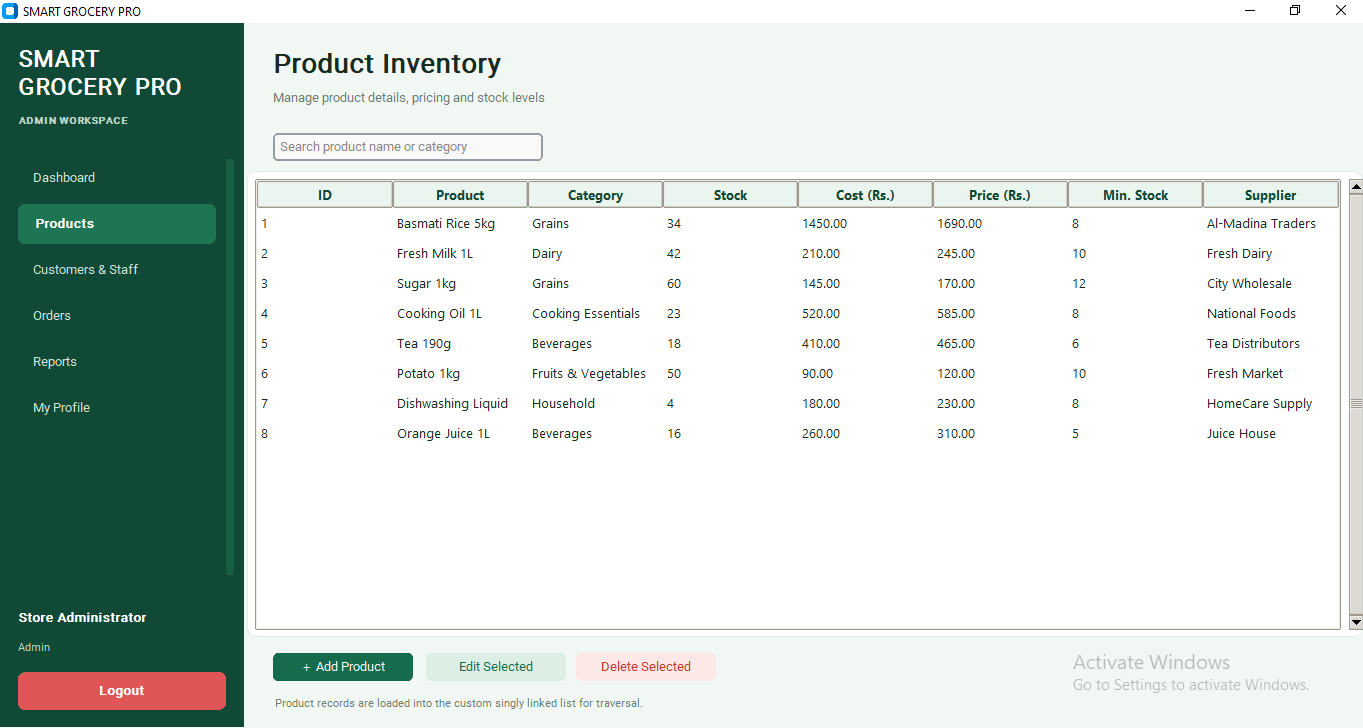 SMART GROCERY PRO
SMART
GROCERY PRO
ADMIN WORKSPACE
Dashboard
Products
Customers & Staff
Orders
Reports
My Profile
Store Administrator
Admin
Logout
Product Inventory
Manage product details, pricing and stock levels
Search product name or category
ID Product Category Stock Cost (Rs.) Price (Rs.) Min. Stock Supplier
1 Basmati Rice 5kg Grains 34 1450.00 1690.00 8 Al-Madina Traders
2 Fresh Milk 1L Dairy 42 210.00 245.00 10 Fresh Dairy
3 Sugar 1kg Grains 60 145.00 170.00 12 City Wholesale
4 Cooking Oil 1L Cooking Essentials 23 520.00 585.00 8 National Foods
5 Tea 190g Beverages 18 410.00 465.00 6 Tea Distributors
6 Potato 1kg Fruits & Vegetables 50 90.00 120.00 10 Fresh Market
7 Dishwashing Liquid Household 4 180.00 230.00 8 HomeCare Supply
8 Orange Juice 1L Beverages 16 260.00 310.00 5 Juice House
+ Add Product Edit Selected Delete Selected
Product records are loaded into the custom singly linked list for traversal.
Activate Windows
Go to Settings to activate Windows.